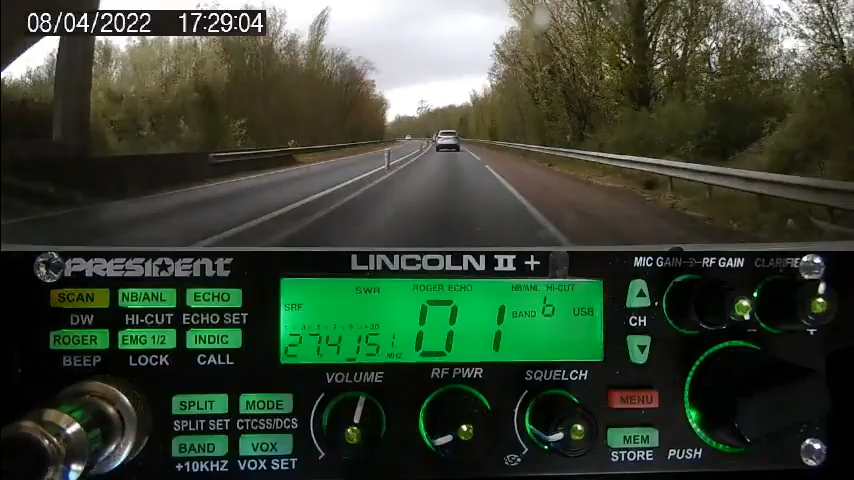 08/04/2022 17:29:04
PRESIDENT LINCOLN II +
MIC GAIN RF GAIN CLARIFIER
SCAN NB/ANL ECHO
DW HI-CUT ECHO SET
ROGER EMG 1/2 INDIC
BEEP LOCK CALL
SPLIT MODE
SPLIT SET CTCSS/DCS
BAND VOX
+10KHZ VOX SET
SWR ROGER ECHO NB/ANL HI-CUT
SRF 01 BAND b USB
27.415 MHZ
VOLUME RF PWR SQUELCH
CH
MENU
MEM
STORE PUSH